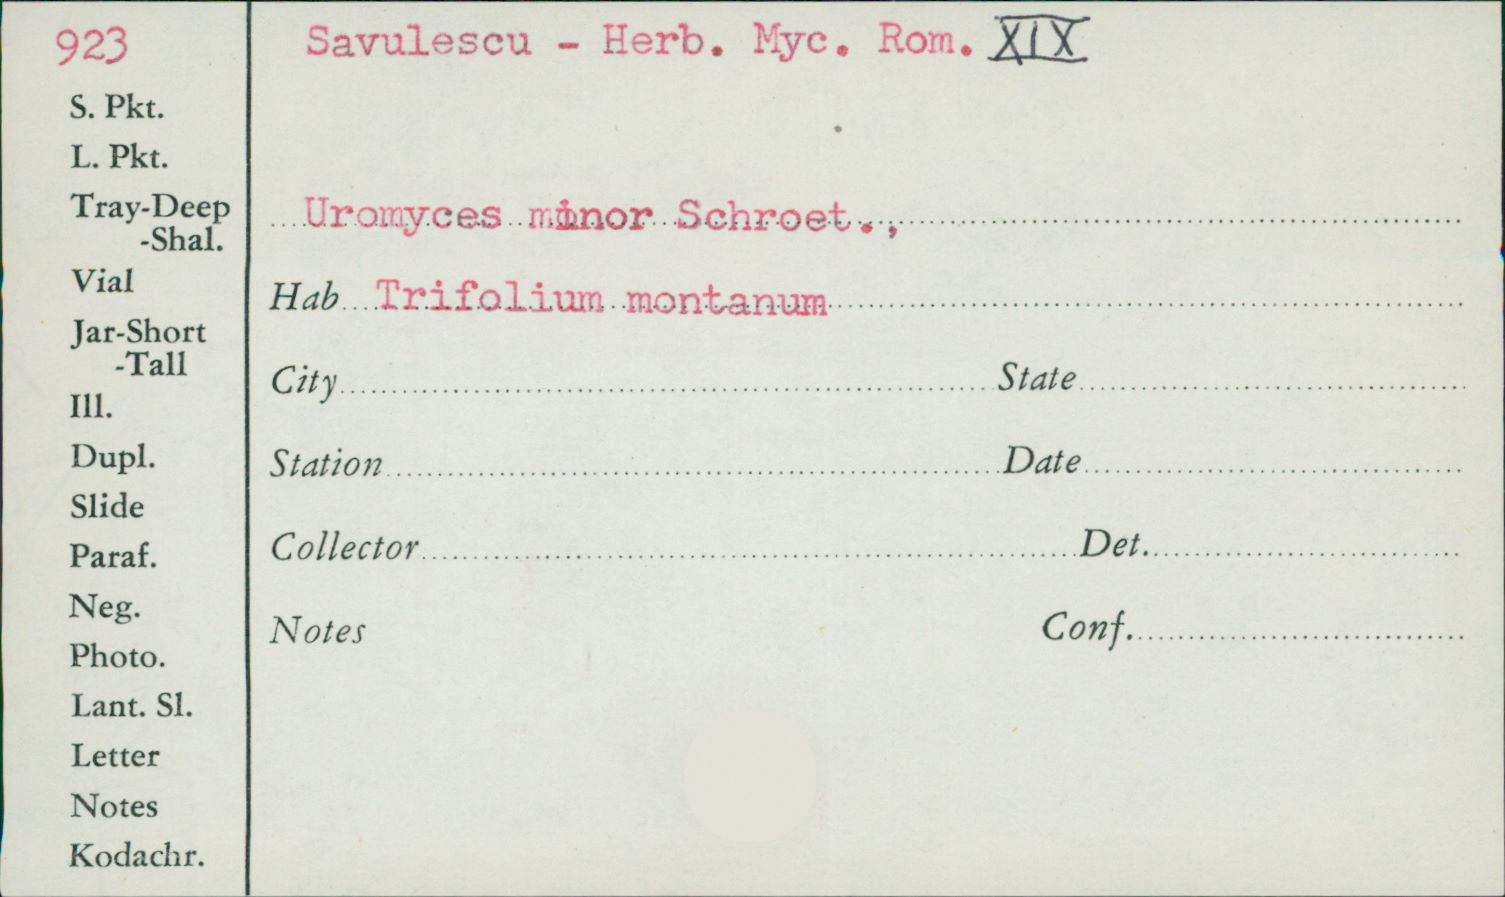 923
Savulescu - Herb. Myc. Rom. XIX
S. Pkt.
L. Pkt.
Tray-Deep
-Shal.
Vial
Jar-Short
-Tall
Ill.
Dupl.
Slide
Paraf.
Neg.
Photo.
Lant. Sl.
Letter
Notes
Kodachr.
Uromyces minor Schroet.,
Hab Trifolium montanum
City State
Station Date
Collector Det.
Notes Conf.